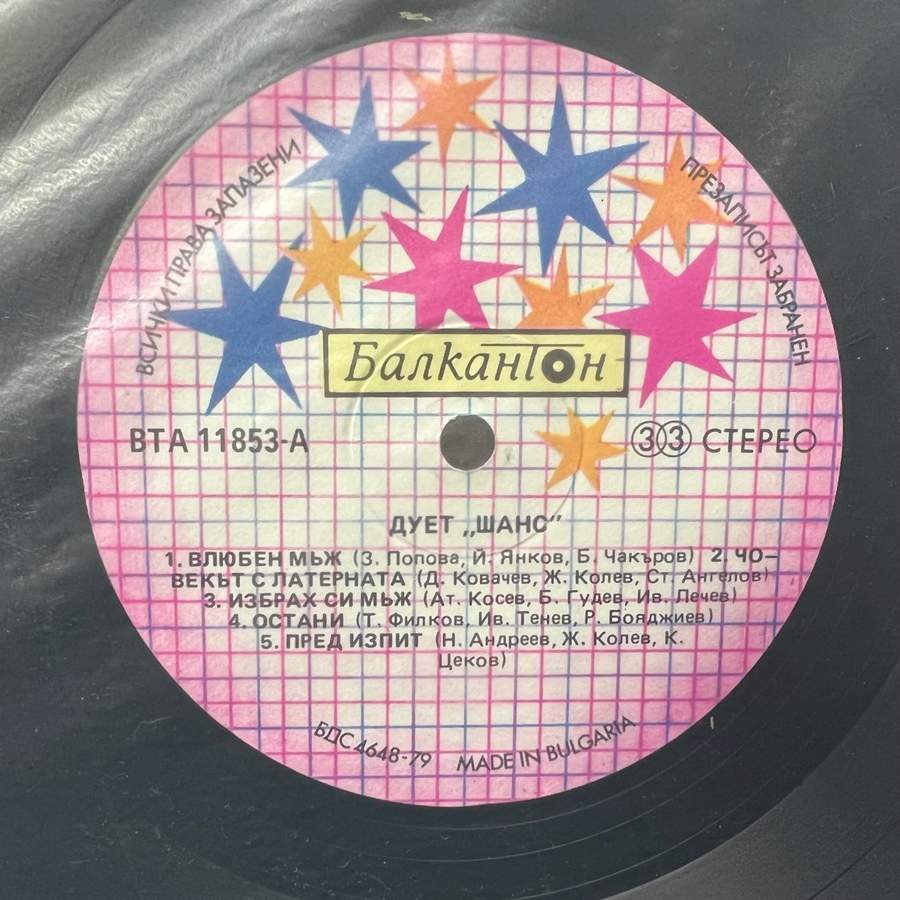 ВСИЧКИ ПРАВА ЗАПАЗЕНИ
ПРЕЗАПИСЪТ ЗАБРАНЕН
Балкантон
ВТА 11853-А
33 СТЕРЕО
ДУЕТ „ШАНС”
1. ВЛЮБЕН МЪЖ (З. Попова, Й. Янков, Б. Чакъров) 2. ЧО-
ВЕКЪТ С ЛАТЕРНАТА (Д. Ковачев, Ж. Колев, Ст. Ангелов)
3. ИЗБРАХ СИ МЪЖ (Ат. Косев, Б. Гудев, Ив. Лечев)
4. ОСТАНИ (Т. Филков, Ив. Тенев, Р. Бояджиев)
5. ПРЕД ИЗПИТ (Н. Андреев, Ж. Колев, К.
Цеков)
БДС 4648-79 MADE IN BULGARIA